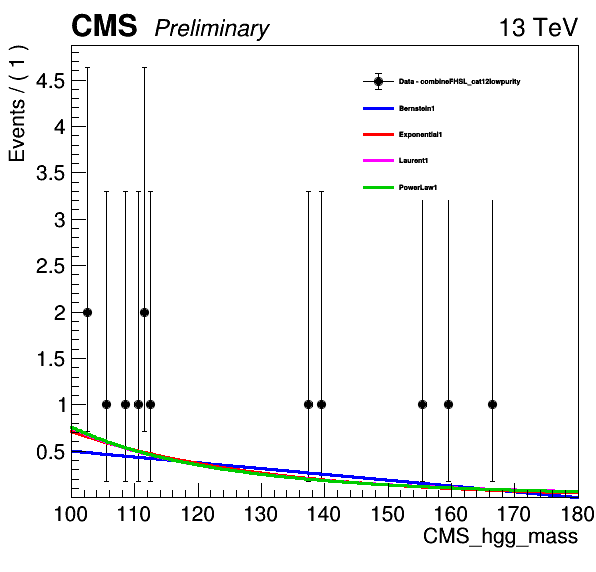 CMS Preliminary 13 TeV
Events / ( 1 )
4.5
4
3.5
3
2.5
2
1.5
1
0.5
Data - combineFHSL_cat12lowpurity
Bernstein1
Exponential1
Laurent1
PowerLaw1
100 110 120 130 140 150 160 170 180
CMS_hgg_mass